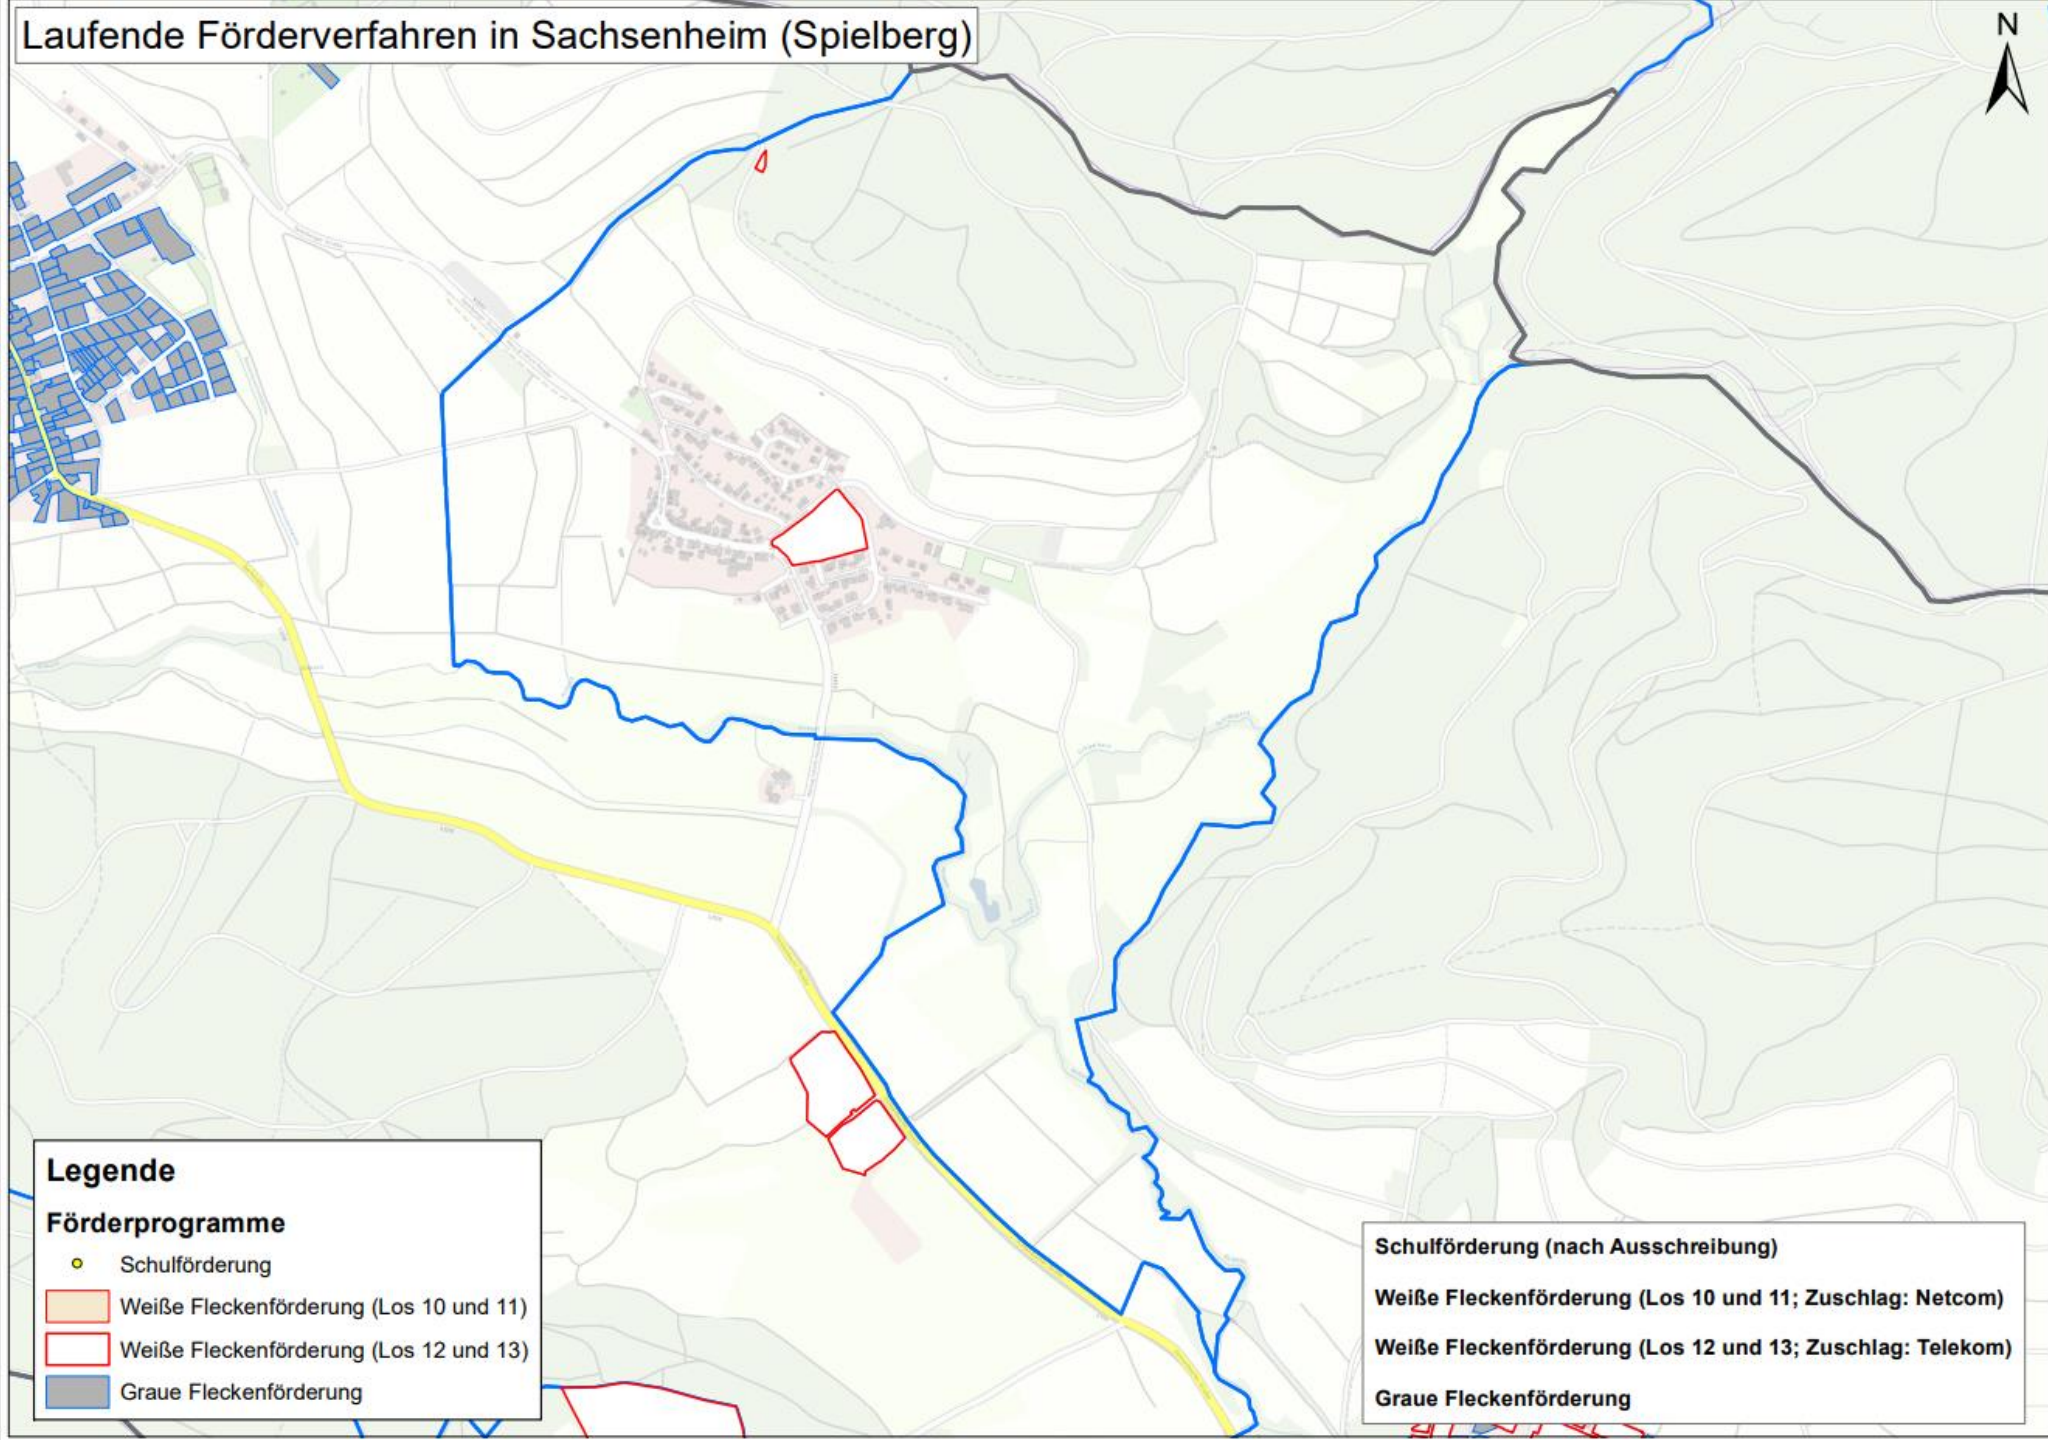 Laufende Förderverfahren in Sachsenheim (Spielberg)
N
Legende
Förderprogramme
Schulförderung
Weiße Fleckenförderung (Los 10 und 11)
Weiße Fleckenförderung (Los 12 und 13)
Graue Fleckenförderung
Schulförderung (nach Ausschreibung)
Weiße Fleckenförderung (Los 10 und 11; Zuschlag: Netcom)
Weiße Fleckenförderung (Los 12 und 13; Zuschlag: Telekom)
Graue Fleckenförderung